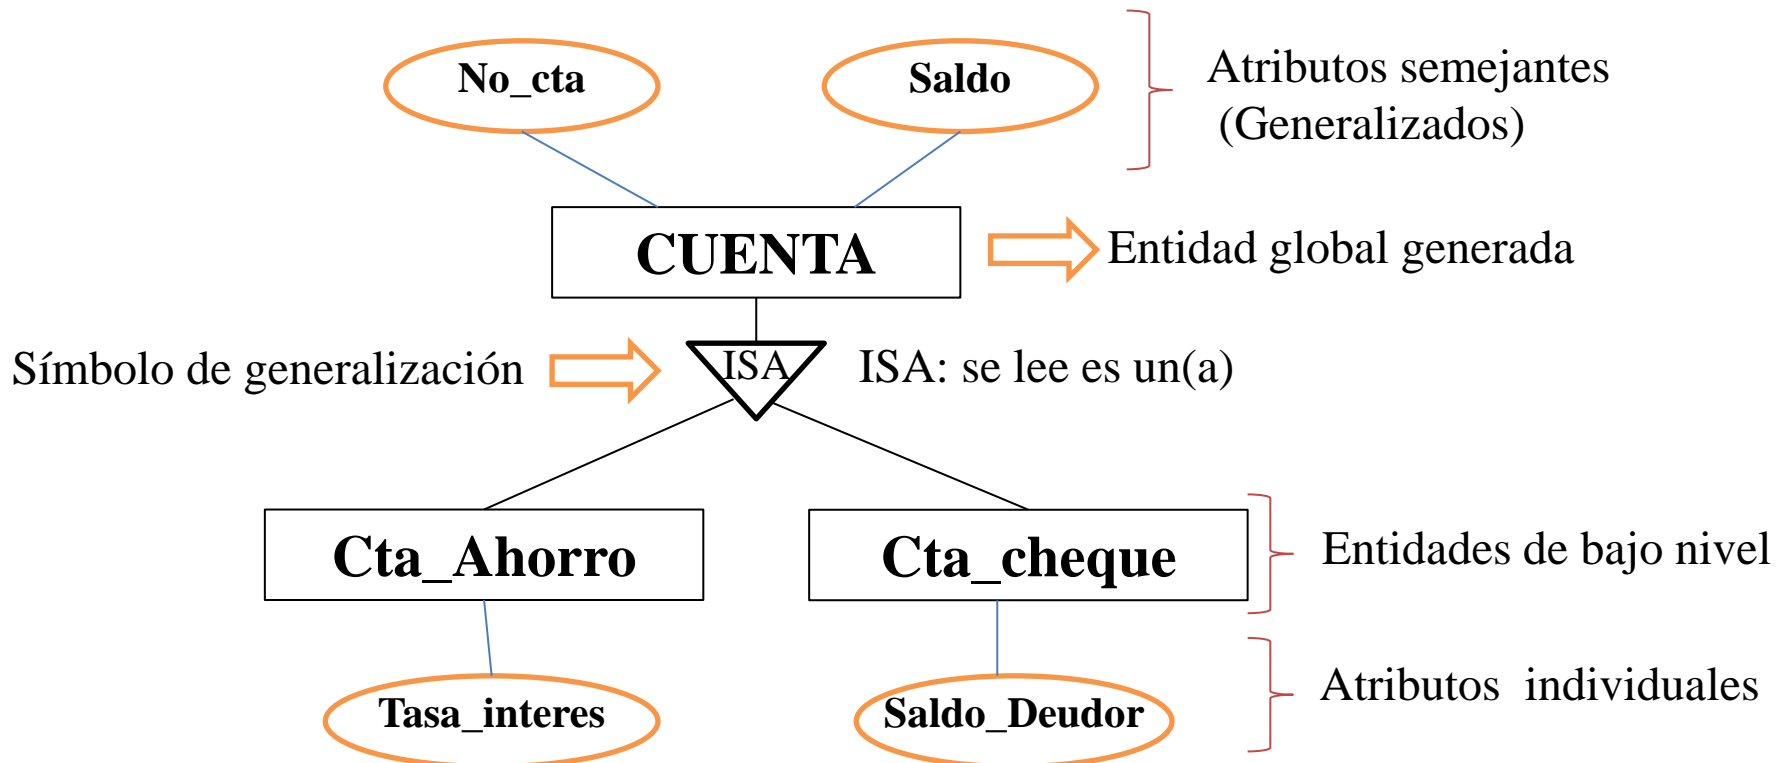 No_cta
Saldo
Atributos semejantes
(Generalizados)
CUENTA
Entidad global generada
Símbolo de generalización
ISA
ISA: se lee es un(a)
Cta_Ahorro
Cta_cheque
Entidades de bajo nivel
Tasa_interes
Saldo_Deudor
Atributos individuales